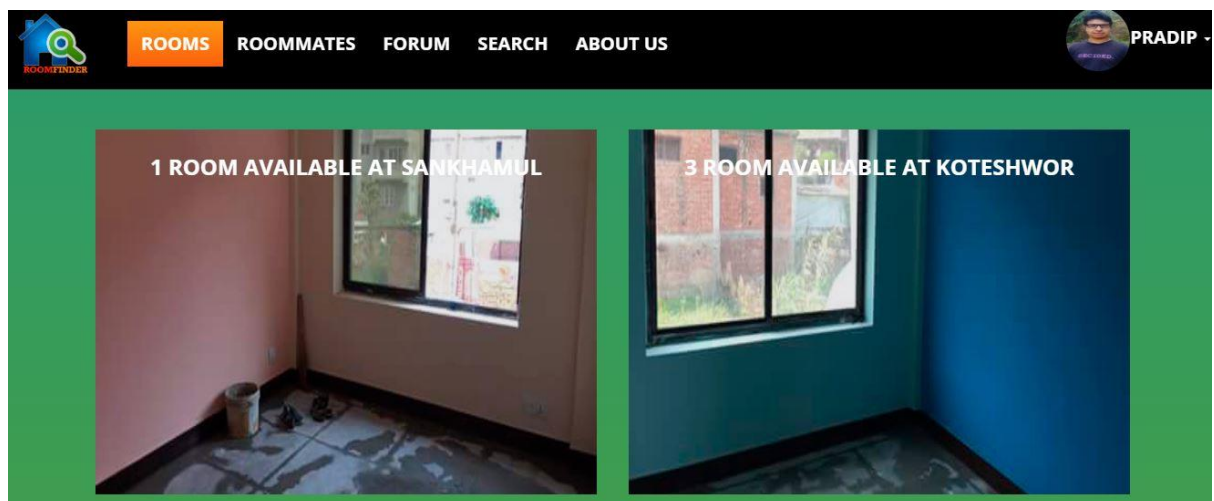 ROOMFINDER
ROOMS ROOMMATES FORUM SEARCH ABOUT US PRADIP
1 ROOM AVAILABLE AT SANKHAMUL
3 ROOM AVAILABLE AT KOTESHWOR